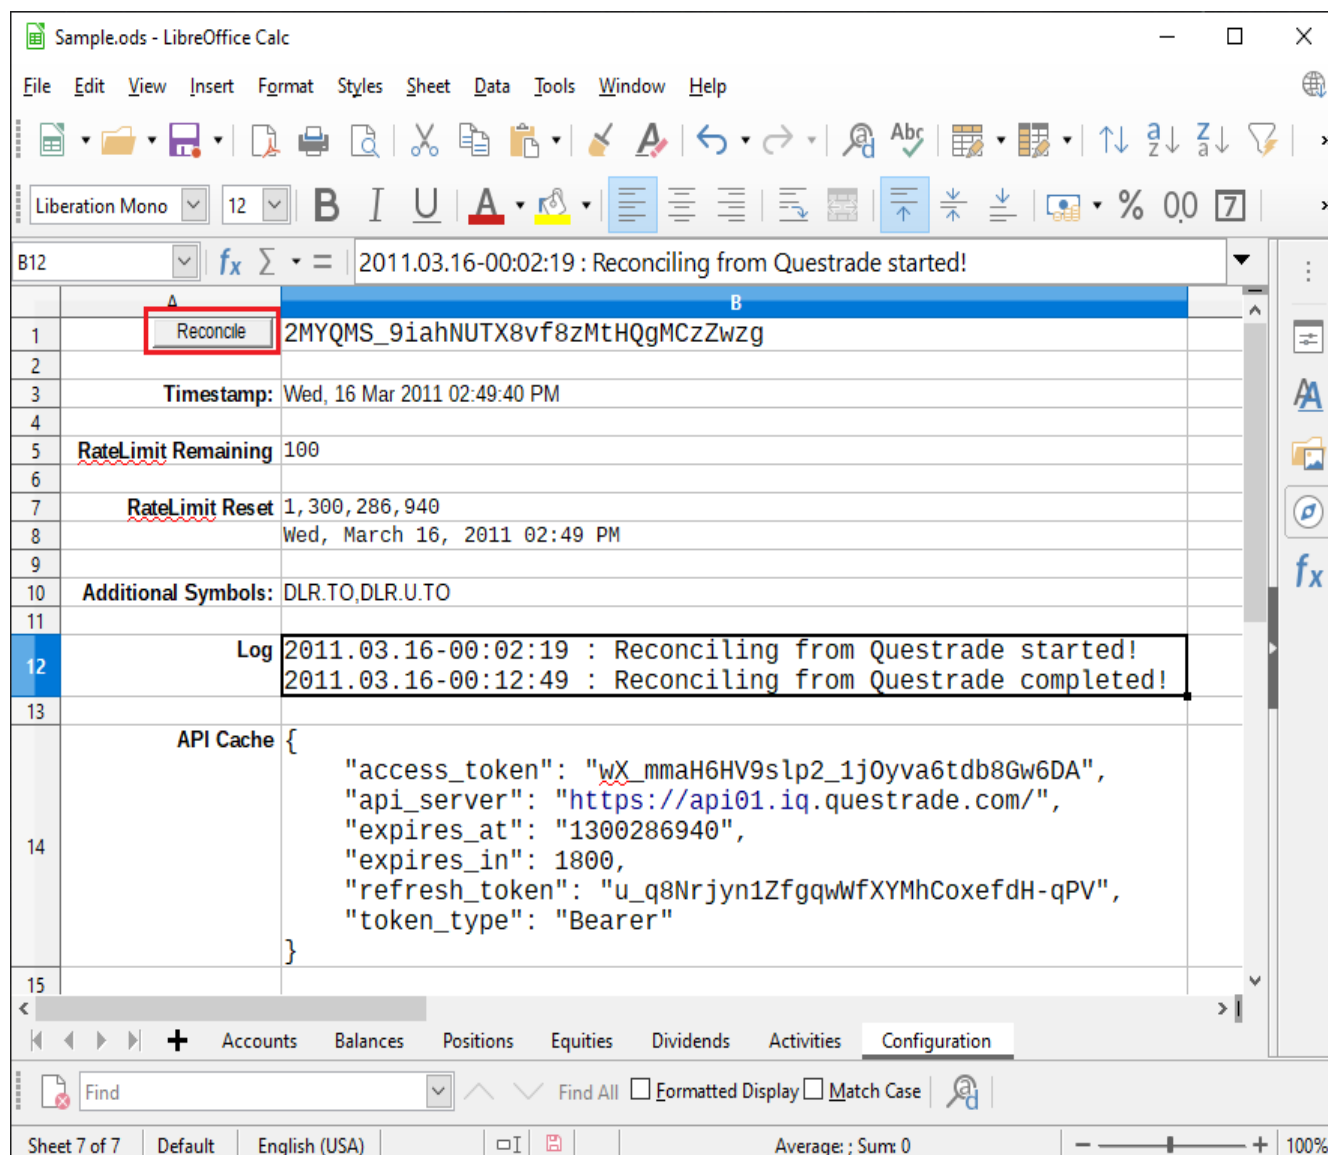 Sample.ods - LibreOffice Calc
File Edit View Insert Format Styles Sheet Data Tools Window Help
Abc
Liberation Mono 12 B I U A % 00 7
B12 fx Σ = 2011.03.16-00:02:19 : Reconciling from Questrade started!
A B
1 Reconcile 2MYQMS_9iahNUTX8vf8zMtHQgMCzZwzg
2
3 Timestamp: Wed, 16 Mar 2011 02:49:40 PM
4
5 RateLimit Remaining 100
6
7 RateLimit Reset 1,300,286,940
8 Wed, March 16, 2011 02:49 PM
9
10 Additional Symbols: DLR.TO,DLR.U.TO
11
12 Log 2011.03.16-00:02:19 : Reconciling from Questrade started!
2011.03.16-00:12:49 : Reconciling from Questrade completed!
13
14 API Cache {
"access_token": "wX_mmaH6HV9slp2_1jOyva6tdb8Gw6DA",
"api_server": "https://api01.iq.questrade.com/",
"expires_at": "1300286940",
"expires_in": 1800,
"refresh_token": "u_q8Nrjyn1ZfgqwWfXYMhCoxefdH-qPV",
"token_type": "Bearer"
}
15
Accounts Balances Positions Equities Dividends Activities Configuration
Find Find All Formatted Display Match Case
Sheet 7 of 7 Default English (USA) Average: ; Sum: 0 100%